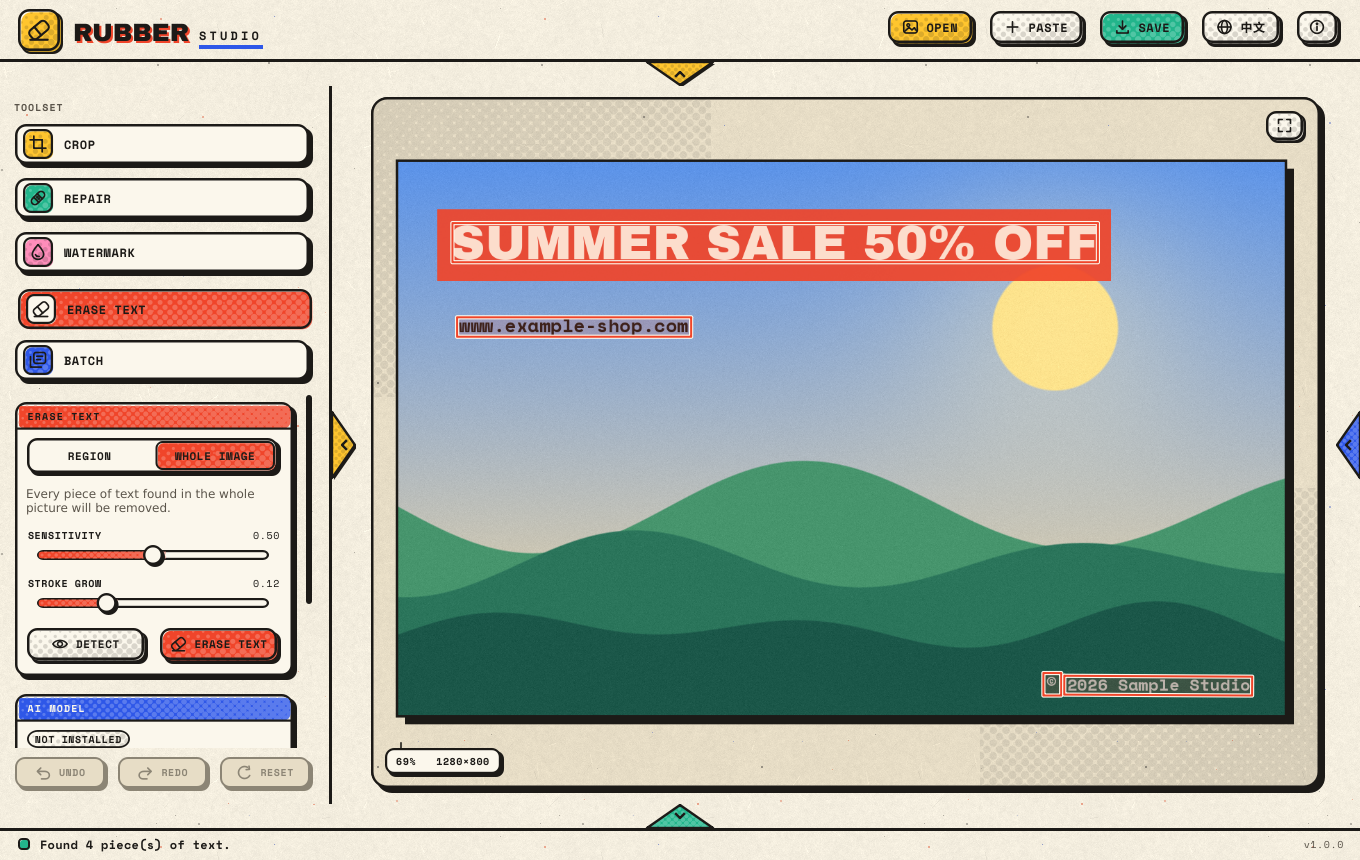 RUBBER STUDIO
OPEN
PASTE
SAVE
中文
TOOLSET
CROP
REPAIR
WATERMARK
ERASE TEXT
BATCH
ERASE TEXT
REGION
WHOLE IMAGE
Every piece of text found in the whole
picture will be removed.
SENSITIVITY 0.50
STROKE GROW 0.12
DETECT
ERASE TEXT
AI MODEL
NOT INSTALLED
UNDO
REDO
RESET
SUMMER SALE 50% OFF
www.example-shop.com
© 2026 Sample Studio
69% 1280×800
Found 4 piece(s) of text.
v1.0.0